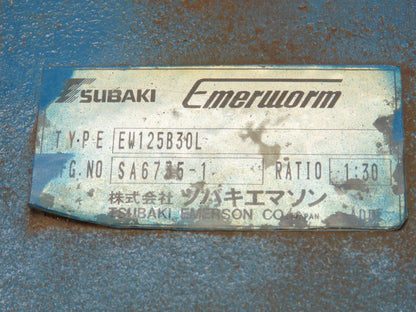 TSUBAKI Emerworm
TYPE EW125B30L
MFG.NO SA6735-1 RATIO 1:30
株式会社 ツバキエマソン
TSUBAKI EMERSON CO. JAPAN